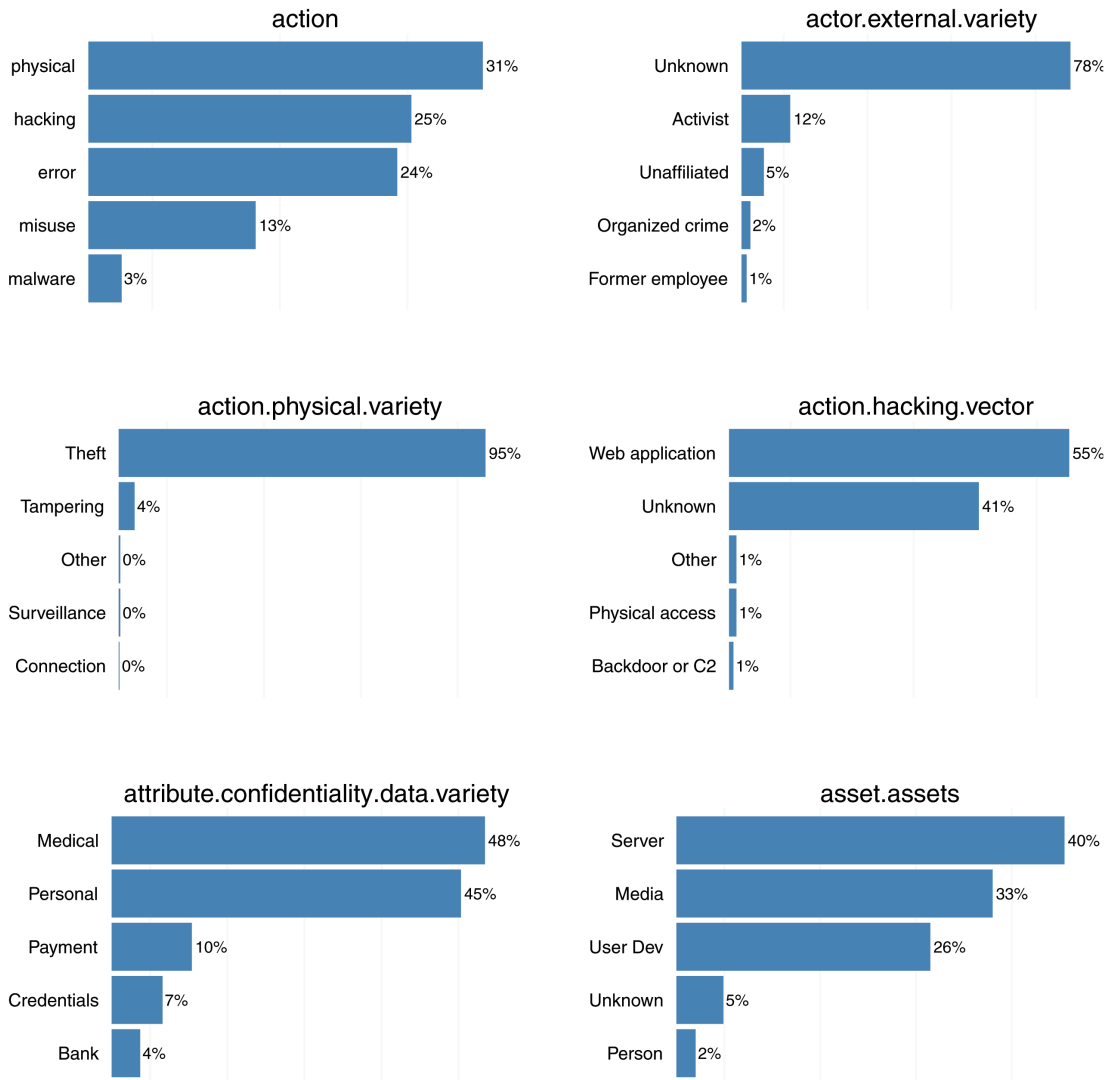 action
physical 31%
hacking 25%
error 24%
misuse 13%
malware 3%
actor.external.variety
Unknown 78%
Activist 12%
Unaffiliated 5%
Organized crime 2%
Former employee 1%
action.physical.variety
Theft 95%
Tampering 4%
Other 0%
Surveillance 0%
Connection 0%
action.hacking.vector
Web application 55%
Unknown 41%
Other 1%
Physical access 1%
Backdoor or C2 1%
attribute.confidentiality.data.variety
Medical 48%
Personal 45%
Payment 10%
Credentials 7%
Bank 4%
asset.assets
Server 40%
Media 33%
User Dev 26%
Unknown 5%
Person 2%